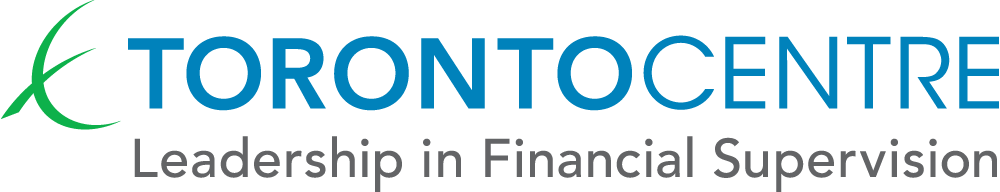 TORONTOCENTRE
Leadership in Financial Supervision